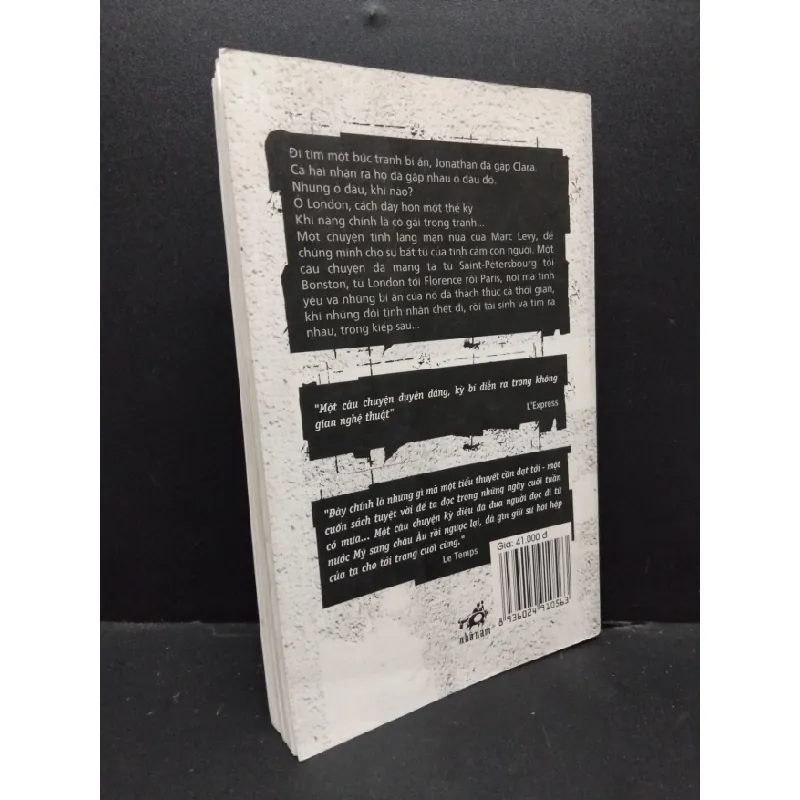 Đi tìm một bức tranh bí ẩn, Jonathan đã gặp Clara.
Cả hai nhận ra họ đã gặp nhau ở đâu đó.
Nhưng ở đâu, khi nào?
Ở London, cách đây hơn một thế kỷ
Khi nàng chính là cô gái trong tranh...
Một chuyện tình lãng mạn nữa của Marc Levy, để
chứng minh cho sự bất tử của tình cảm con người. Một
câu chuyện đã mang ta từ Saint-Pétersbourg tới
Bonston, từ London tới Florence rồi Paris, nơi mà tình
yêu và những bí ẩn của nó đã thách thức cả thời gian,
khi những đôi tình nhân chết đi, rồi tái sinh và tìm ra
nhau, trong kiếp sau...
"Một câu chuyện duyên dáng, kỳ bí diễn ra trong không
gian nghệ thuật"
L'Express
"Đây chính là những gì mà một tiểu thuyết cần đạt tới - một
cuốn sách tuyệt vời để ta đọc trong những ngày cuối tuần
có mưa... Một câu chuyện kỳ diệu đã đưa người đọc đi từ
nước Mỹ sang châu Âu rồi ngược lại, đã gìn giữ sự hồi hộp
của ta cho tới trang cuối cùng."
Le Temps
Giá: 41.000 đ
8 936024 910563
nhã nam